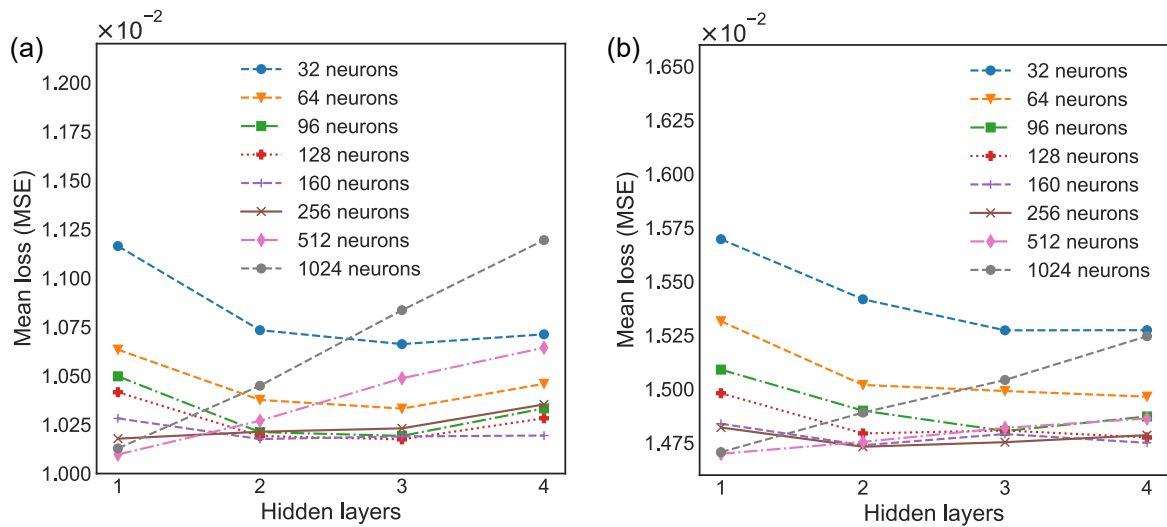 (a)
×10⁻²
Mean loss (MSE)
1.200
1.175
1.150
1.125
1.100
1.075
1.050
1.025
1.000
32 neurons
64 neurons
96 neurons
128 neurons
160 neurons
256 neurons
512 neurons
1024 neurons
1 2 3 4
Hidden layers
(b)
×10⁻²
Mean loss (MSE)
1.650
1.625
1.600
1.575
1.550
1.525
1.500
1.475
32 neurons
64 neurons
96 neurons
128 neurons
160 neurons
256 neurons
512 neurons
1024 neurons
1 2 3 4
Hidden layers